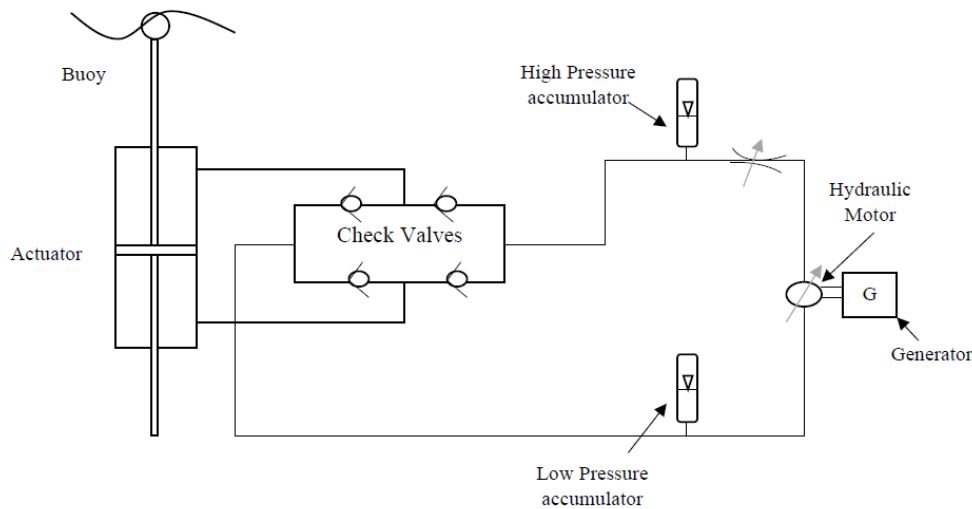 Buoy
High Pressure
accumulator
Hydraulic
Motor
Check Valves
Actuator
G
Generator
Low Pressure
accumulator